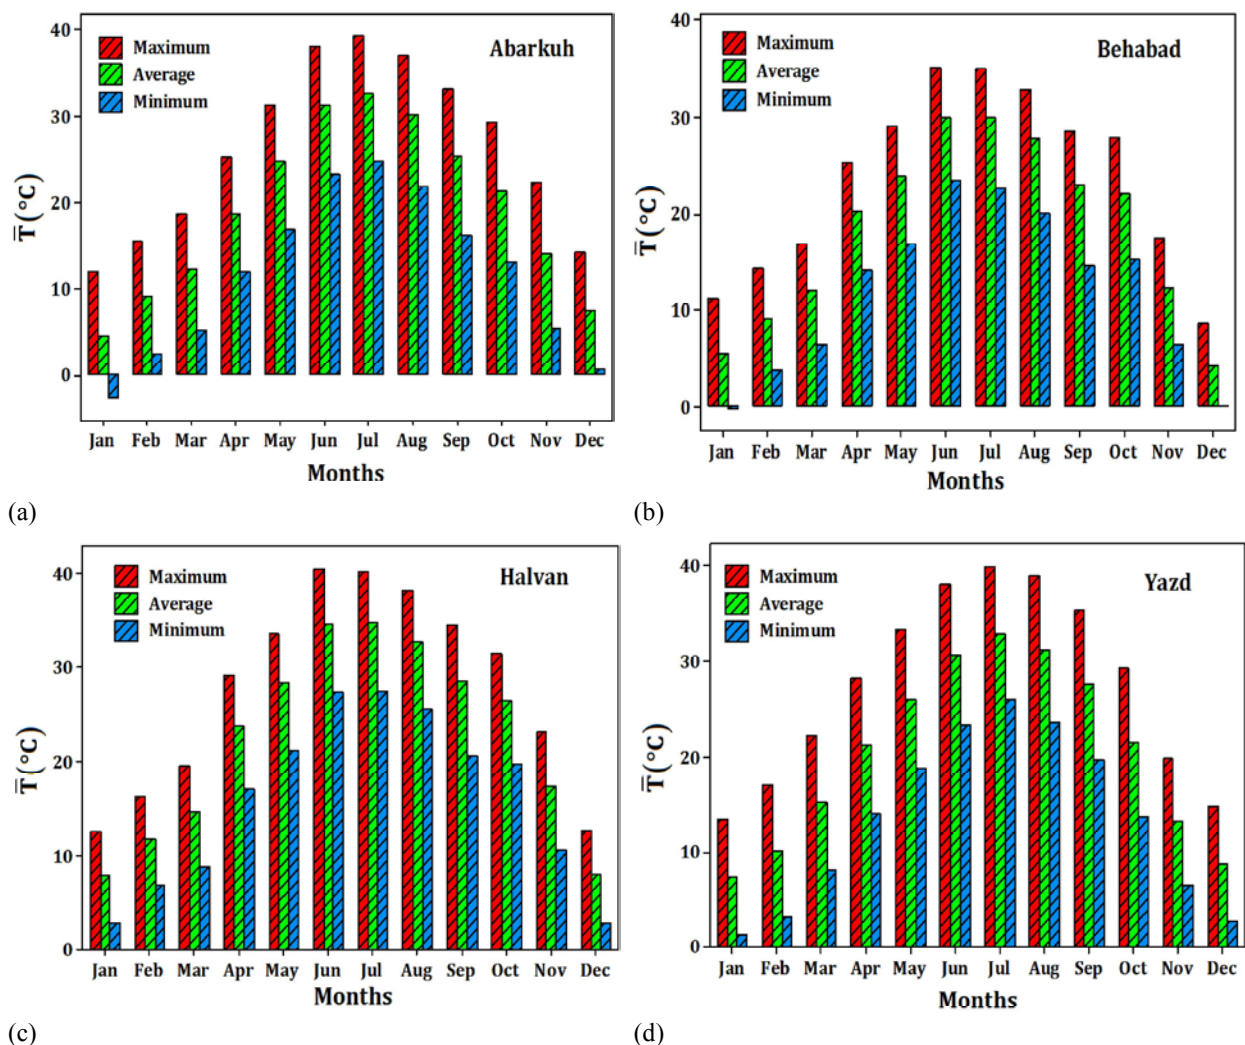 Abarkuh
Maximum
Average
Minimum
40
30
20
10
0
T̅ (°C)
Jan Feb Mar Apr May Jun Jul Aug Sep Oct Nov Dec
Months
(a)
Behabad
Maximum
Average
Minimum
40
30
20
10
0
T̅ (°C)
Jan Feb Mar Apr May Jun Jul Aug Sep Oct Nov Dec
Months
(b)
Halvan
Maximum
Average
Minimum
40
30
20
10
0
T̅ (°C)
Jan Feb Mar Apr May Jun Jul Aug Sep Oct Nov Dec
Months
(c)
Yazd
Maximum
Average
Minimum
40
30
20
10
0
T̅ (°C)
Jan Feb Mar Apr May Jun Jul Aug Sep Oct Nov Dec
Months
(d)